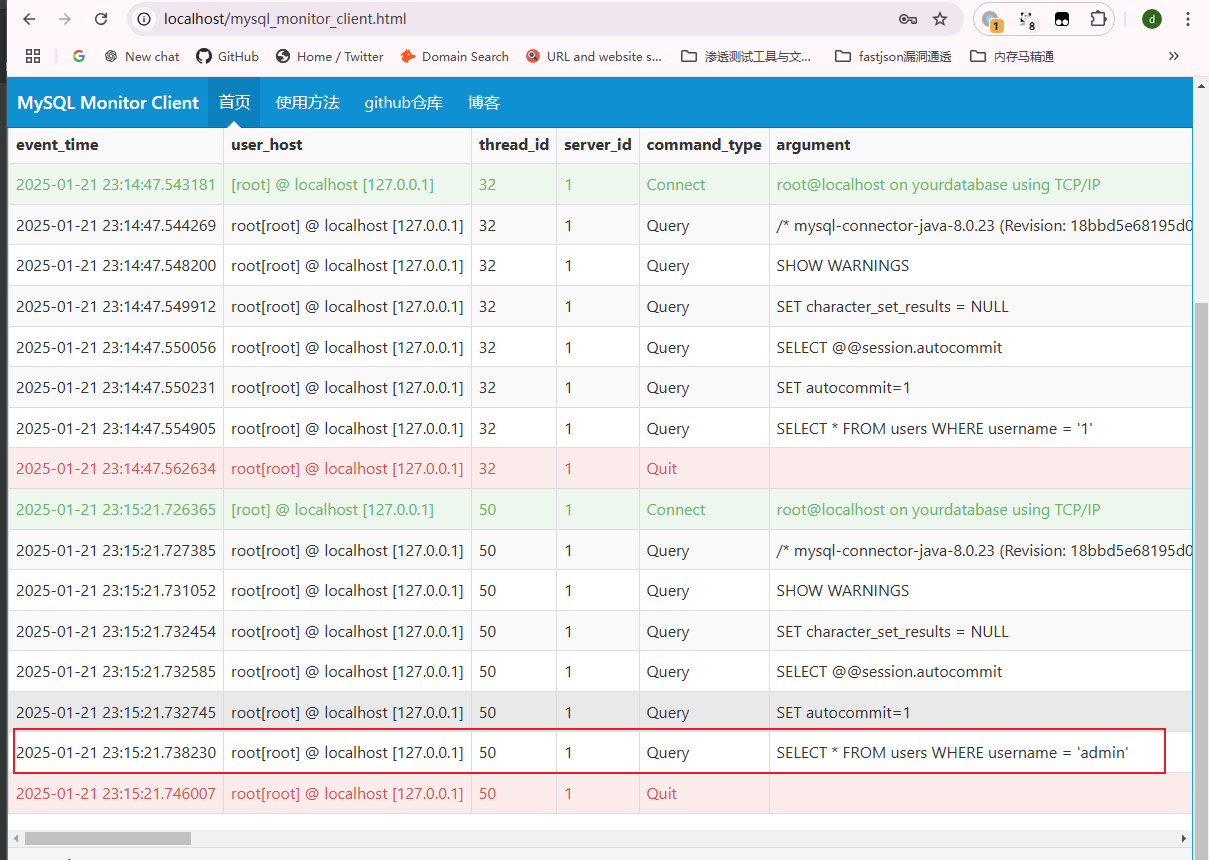 localhost/mysql_monitor_client.html
1
8
d
New chat
GitHub
Home / Twitter
Domain Search
URL and website s...
渗透测试工具与文...
fastjson漏洞通透
内存马精通
MySQL Monitor Client 首页 使用方法 github仓库 博客
event_time user_host thread_id server_id command_type argument
2025-01-21 23:14:47.543181 [root] @ localhost [127.0.0.1] 32 1 Connect root@localhost on yourdatabase using TCP/IP
2025-01-21 23:14:47.544269 root[root] @ localhost [127.0.0.1] 32 1 Query /* mysql-connector-java-8.0.23 (Revision: 18bbd5e68195d0
2025-01-21 23:14:47.548200 root[root] @ localhost [127.0.0.1] 32 1 Query SHOW WARNINGS
2025-01-21 23:14:47.549912 root[root] @ localhost [127.0.0.1] 32 1 Query SET character_set_results = NULL
2025-01-21 23:14:47.550056 root[root] @ localhost [127.0.0.1] 32 1 Query SELECT @@session.autocommit
2025-01-21 23:14:47.550231 root[root] @ localhost [127.0.0.1] 32 1 Query SET autocommit=1
2025-01-21 23:14:47.554905 root[root] @ localhost [127.0.0.1] 32 1 Query SELECT * FROM users WHERE username = '1'
2025-01-21 23:14:47.562634 root[root] @ localhost [127.0.0.1] 32 1 Quit
2025-01-21 23:15:21.726365 [root] @ localhost [127.0.0.1] 50 1 Connect root@localhost on yourdatabase using TCP/IP
2025-01-21 23:15:21.727385 root[root] @ localhost [127.0.0.1] 50 1 Query /* mysql-connector-java-8.0.23 (Revision: 18bbd5e68195d0
2025-01-21 23:15:21.731052 root[root] @ localhost [127.0.0.1] 50 1 Query SHOW WARNINGS
2025-01-21 23:15:21.732454 root[root] @ localhost [127.0.0.1] 50 1 Query SET character_set_results = NULL
2025-01-21 23:15:21.732585 root[root] @ localhost [127.0.0.1] 50 1 Query SELECT @@session.autocommit
2025-01-21 23:15:21.732745 root[root] @ localhost [127.0.0.1] 50 1 Query SET autocommit=1
2025-01-21 23:15:21.738230 root[root] @ localhost [127.0.0.1] 50 1 Query SELECT * FROM users WHERE username = 'admin'
2025-01-21 23:15:21.746007 root[root] @ localhost [127.0.0.1] 50 1 Quit